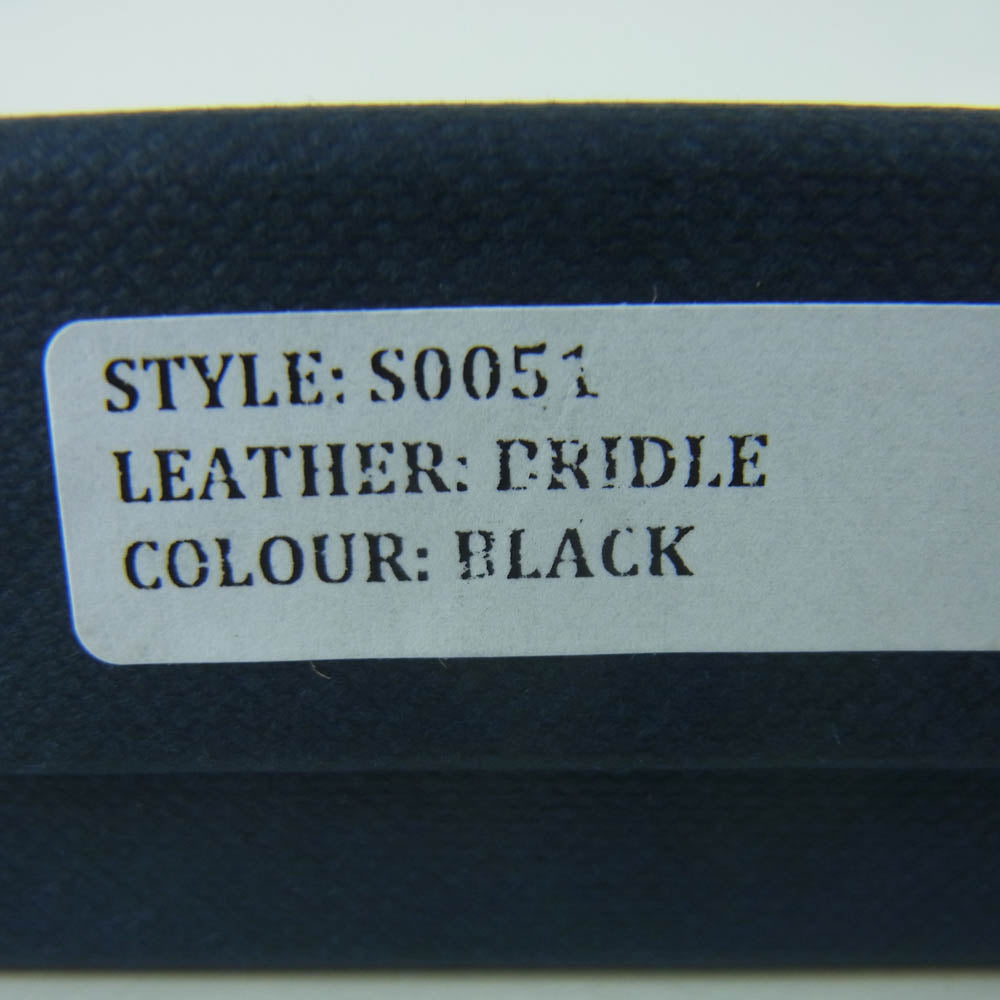 STYLE: S0051
LEATHER: BRIDLE
COLOUR: BLACK